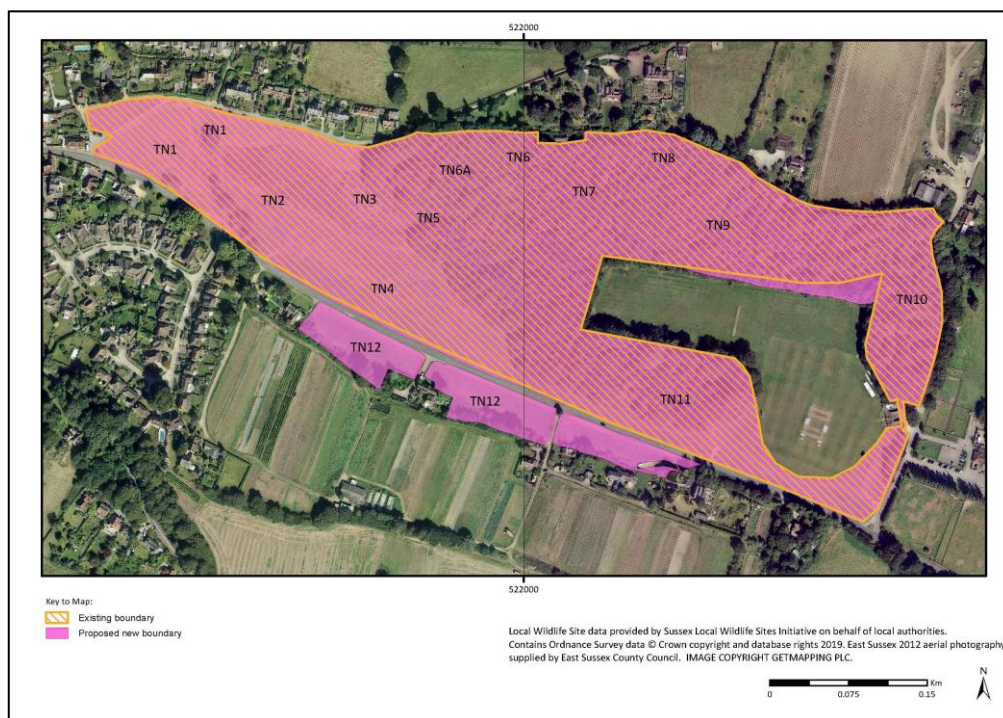 522000
TN1
TN1
TN6
TN6A
TN8
TN7
TN2
TN3
TN5
TN9
TN4
TN10
TN12
TN12
TN11
522000
Key to Map:
Existing boundary
Proposed new boundary
Local Wildlife Site data provided by Sussex Local Wildlife Sites Initiative on behalf of local authorities.
Contains Ordnance Survey data © Crown copyright and database rights 2019. East Sussex 2012 aerial photography
supplied by East Sussex County Council. IMAGE COPYRIGHT GETMAPPING PLC.
N
Km
0 0.075 0.15